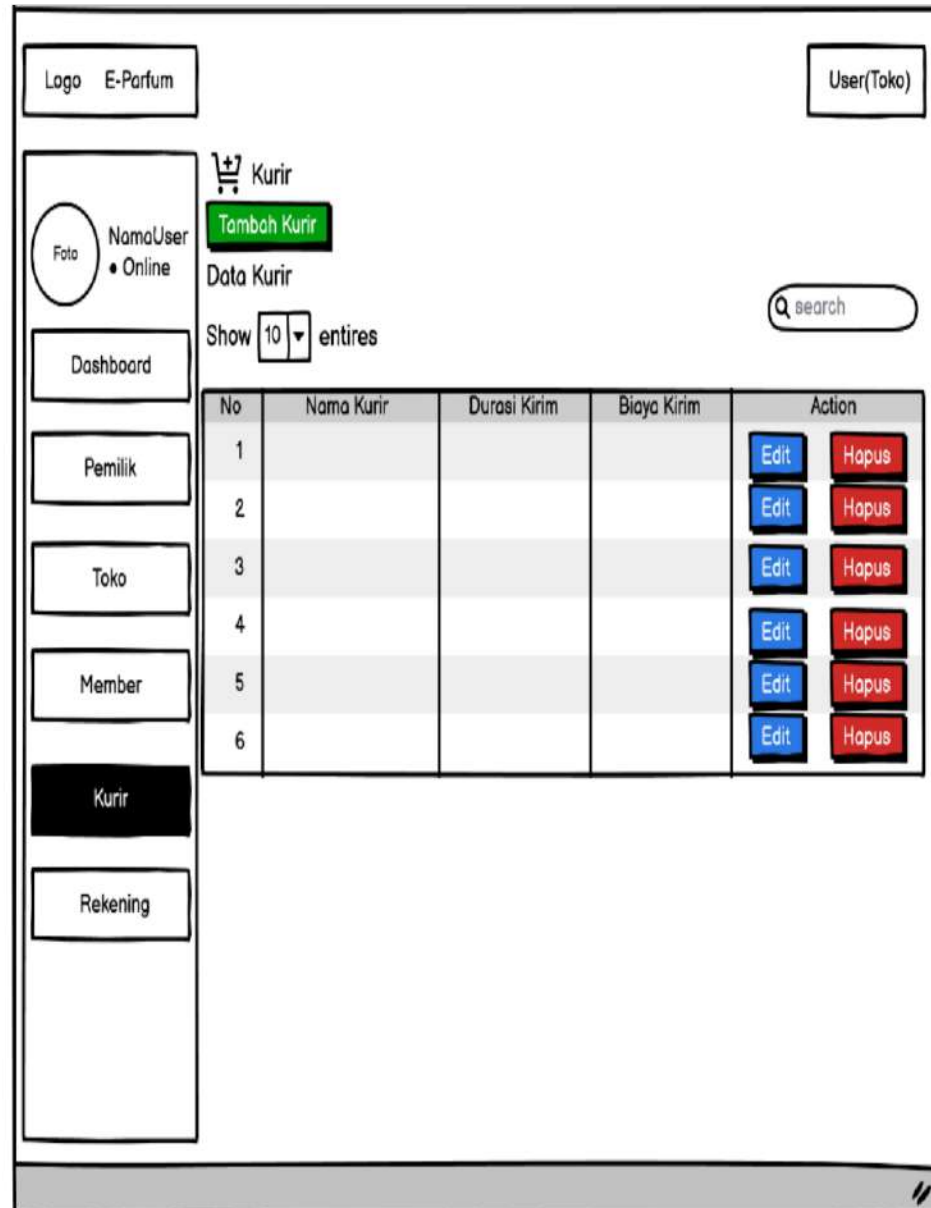 Logo E-Parfum
User(Toko)
Foto
NamaUser
• Online
Dashboard
Pemilik
Toko
Member
Kurir
Rekening
Kurir
Tambah Kurir
Data Kurir
Show 10 entires
search
No Nama Kurir Durasi Kirim Biaya Kirim Action
1 Edit Hapus
2 Edit Hapus
3 Edit Hapus
4 Edit Hapus
5 Edit Hapus
6 Edit Hapus